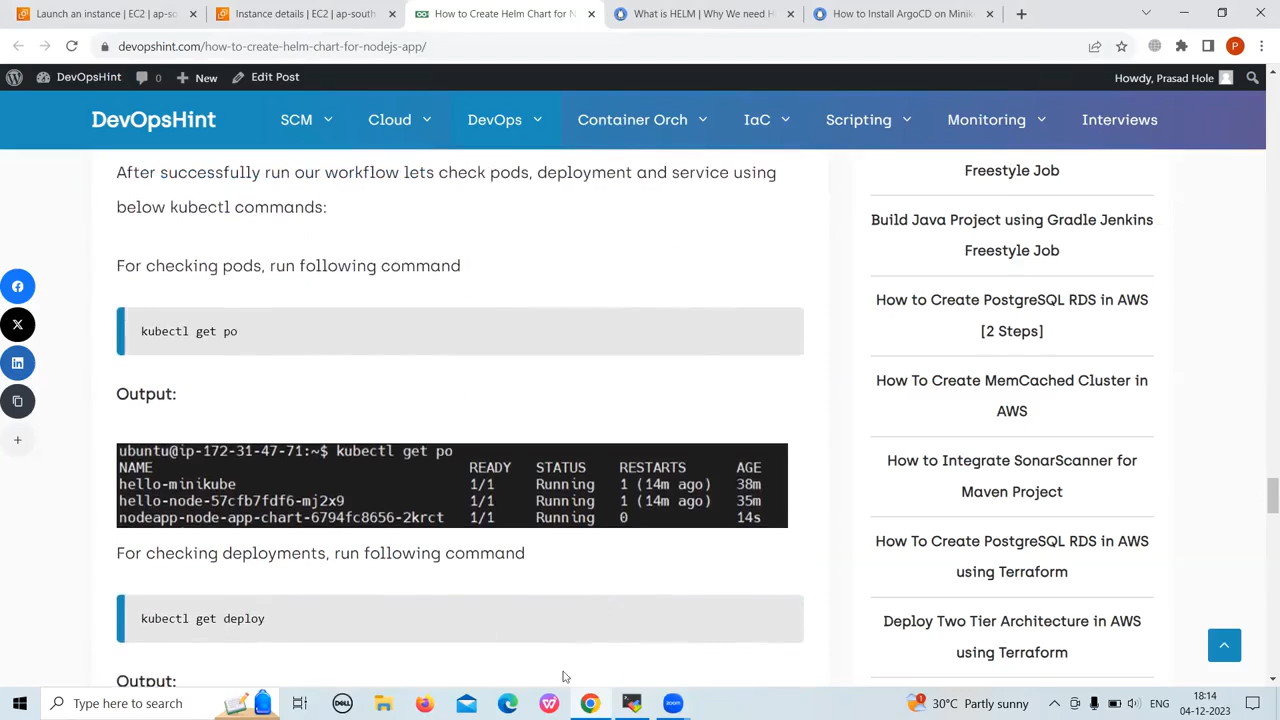 Launch an instance | EC2 | ap-so
Instance details | EC2 | ap-south
How to Create Helm Chart for N
What is HELM | Why We need H
How to Install ArgoCD on Minik
devopshint.com/how-to-create-helm-chart-for-nodejs-app/
P
DevOpsHint
0
New
Edit Post
Howdy, Prasad Hole
DevOpsHint
SCM
Cloud
DevOps
Container Orch
IaC
Scripting
Monitoring
Interviews
After successfully run our workflow lets check pods, deployment and service using
below kubectl commands:
For checking pods, run following command
kubectl get po
Output:
ubuntu@ip-172-31-47-71:~$ kubectl get po
NAME READY STATUS RESTARTS AGE
hello-minikube 1/1 Running 1 (14m ago) 38m
hello-node-57cfb7fdf6-mj2x9 1/1 Running 1 (14m ago) 35m
nodeapp-node-app-chart-6794fc8656-2krct 1/1 Running 0 14s
For checking deployments, run following command
kubectl get deploy
Output:
Freestyle Job
Build Java Project using Gradle Jenkins
Freestyle Job
How to Create PostgreSQL RDS in AWS
[2 Steps]
How To Create MemCached Cluster in
AWS
How to Integrate SonarScanner for
Maven Project
How To Create PostgreSQL RDS in AWS
using Terraform
Deploy Two Tier Architecture in AWS
using Terraform
Type here to search
DELL
W
zoom
1
30°C Partly sunny
ENG
18:14
04-12-2023